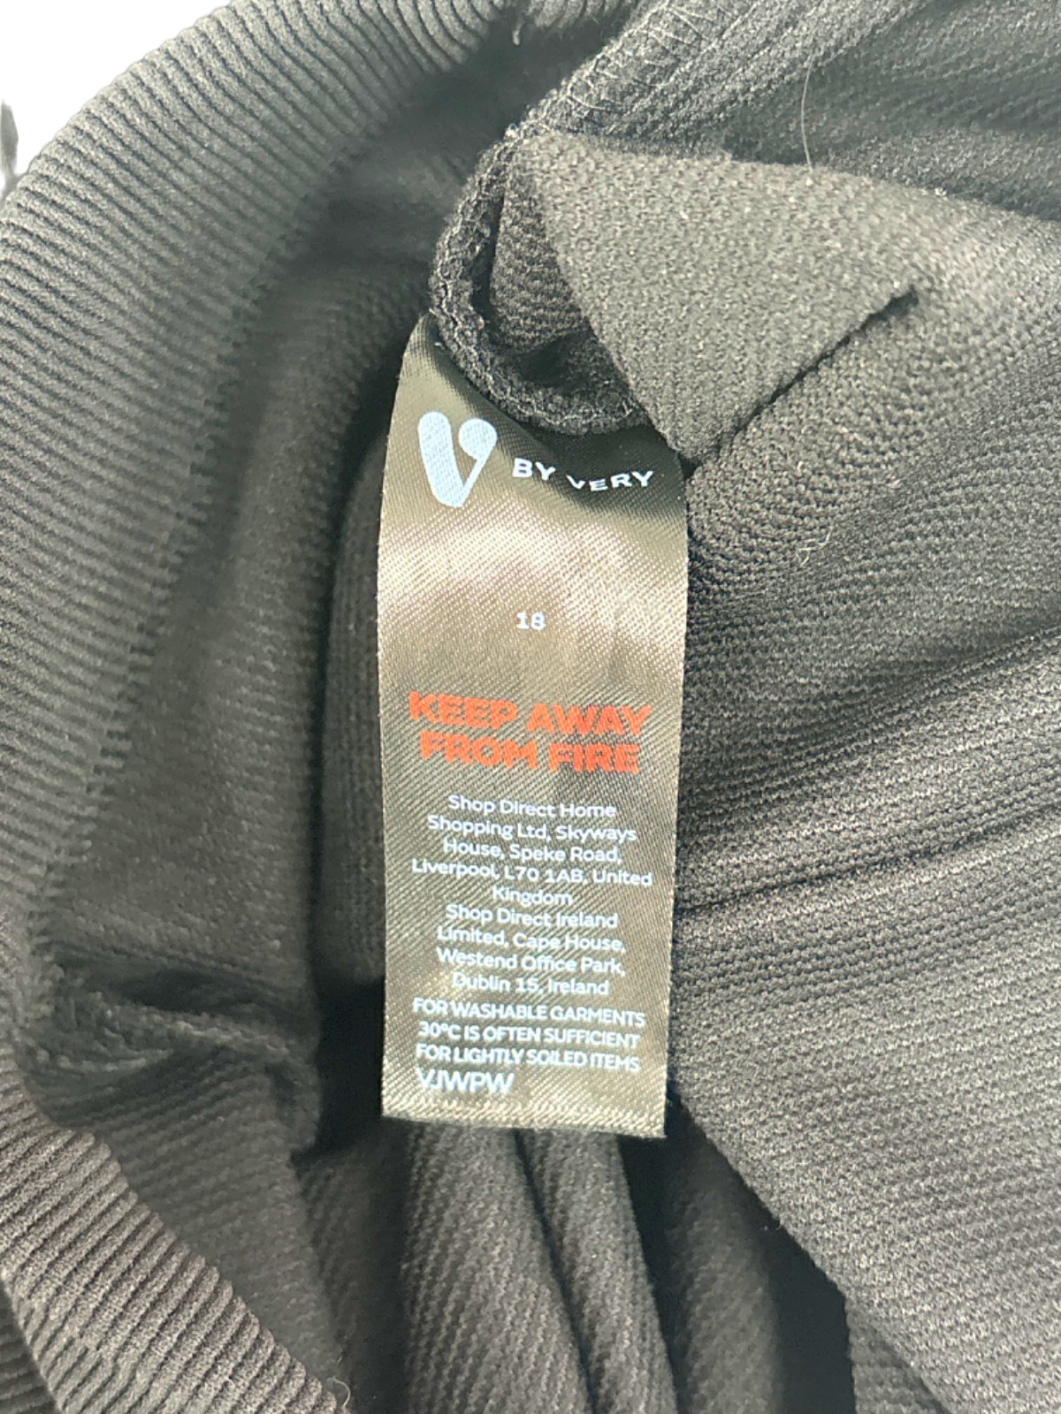 V BY VERY
18
KEEP AWAY
FROM FIRE
Shop Direct Home
Shopping Ltd, Skyways
House, Speke Road,
Liverpool, L70 1AB, United
Kingdom
Shop Direct Ireland
Limited, Cape House,
Westend Office Park,
Dublin 15, Ireland
FOR WASHABLE GARMENTS
30°C IS OFTEN SUFFICIENT
FOR LIGHTLY SOILED ITEMS
VJWPW